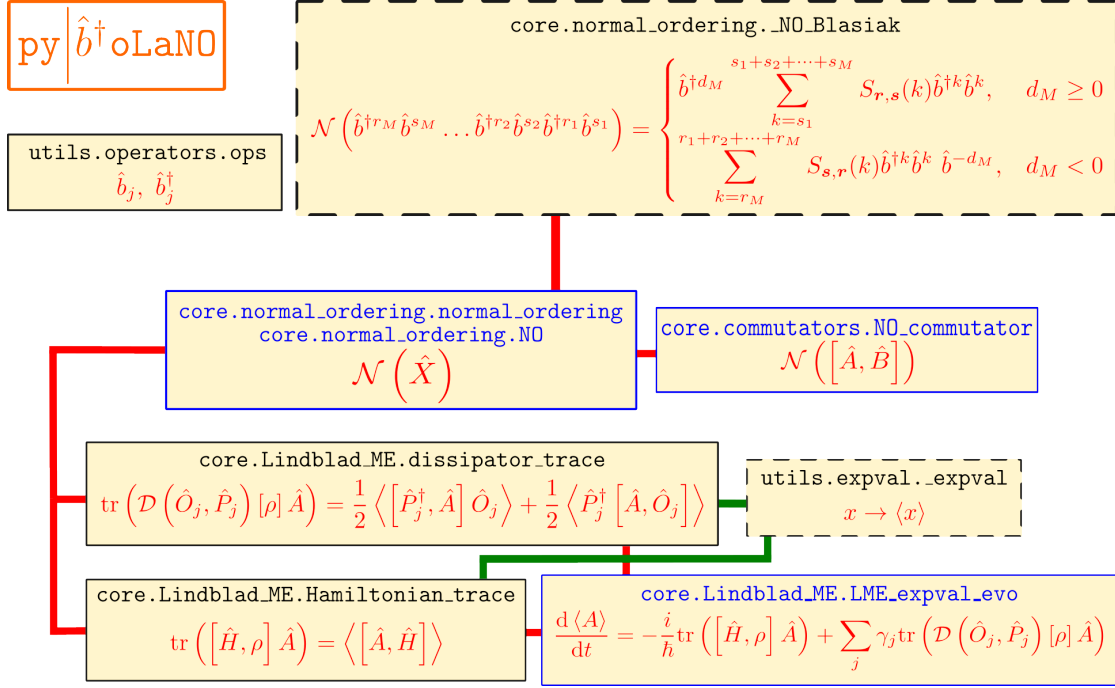 py|b̂†oLaNO
core.normal_ordering._NO_Blasiak
𝒩(b̂†^{r_M} b̂^{s_M} … b̂†^{r_2} b̂^{s_2} b̂†^{r_1} b̂^{s_1}) = { b̂†^{d_M} ∑_{k=s_1}^{s_1+s_2+⋯+s_M} S_{r,s}(k) b̂†^k b̂^k, d_M ≥ 0
∑_{k=r_M}^{r_1+r_2+⋯+r_M} S_{s,r}(k) b̂†^k b̂^k b̂^{-d_M}, d_M < 0
utils.operators.ops
b̂_j, b̂_j^†
core.normal_ordering.normal_ordering
core.normal_ordering.NO
𝒩(X̂)
core.commutators.NO_commutator
𝒩([Â, B̂])
core.Lindblad_ME.dissipator_trace
tr(𝒟(Ô_j, P̂_j)[ρ]Â) = 1/2 ⟨[P̂_j^†, Â]Ô_j⟩ + 1/2 ⟨P̂_j^†[Â, Ô_j]⟩
utils.expval._expval
x → ⟨x⟩
core.Lindblad_ME.Hamiltonian_trace
tr([Ĥ, ρ]Â) = ⟨[Â, Ĥ]⟩
core.Lindblad_ME.LME_expval_evo
d⟨A⟩/dt = -i/ħ tr([Ĥ, ρ]Â) + ∑_j γ_j tr(𝒟(Ô_j, P̂_j)[ρ]Â)